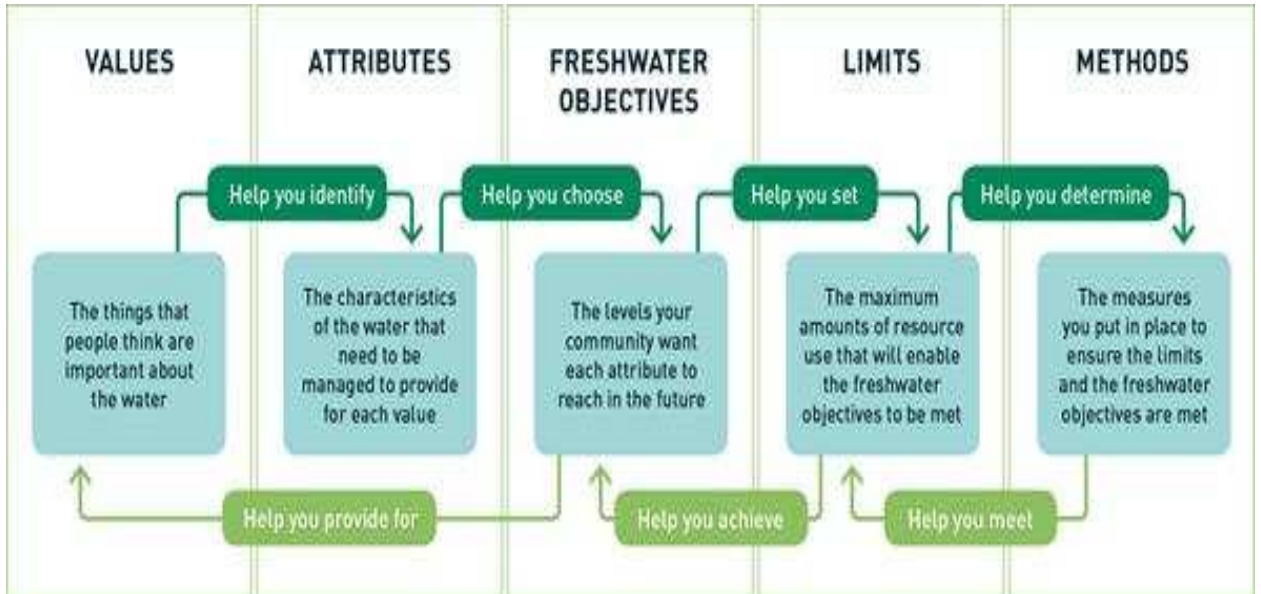 VALUES
ATTRIBUTES
FRESHWATER
OBJECTIVES
LIMITS
METHODS
Help you identify
Help you choose
Help you set
Help you determine
The things that
people think are
important about
the water
The characteristics
of the water that
need to be
managed to provide
for each value
The levels your
community want
each attribute to
reach in the future
The maximum
amounts of resource
use that will enable
the freshwater
objectives to be met
The measures
you put in place to
ensure the limits
and the freshwater
objectives are met
Help you provide for
Help you achieve
Help you meet